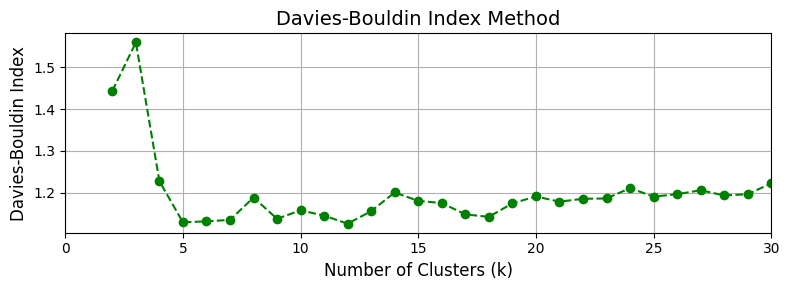 Davies-Bouldin Index Method
Davies-Bouldin Index
1.5
1.4
1.3
1.2
0 5 10 15 20 25 30
Number of Clusters (k)